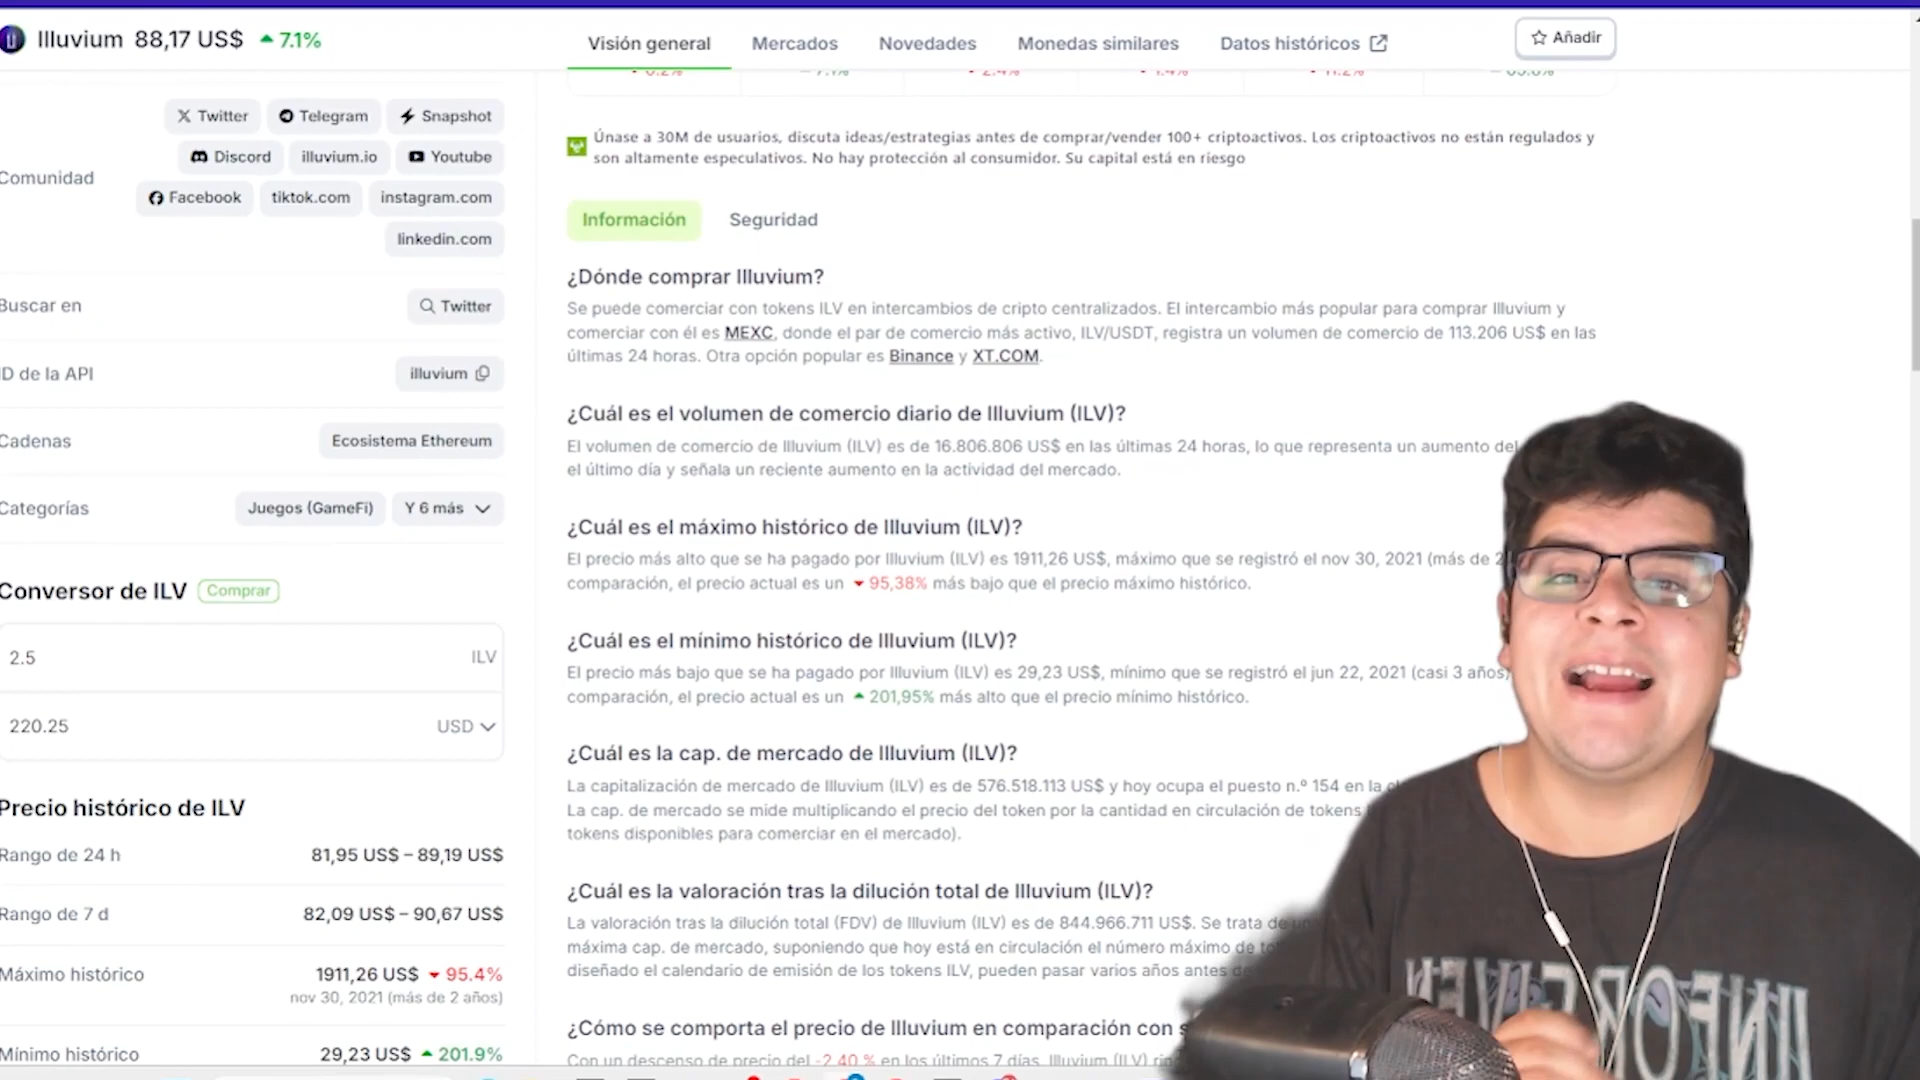 Illuvium 88,17 US$ 7.1%
Visión general Mercados Novedades Monedas similares Datos históricos
Añadir
Comunidad
Twitter Telegram Snapshot
Discord illuvium.io Youtube
Facebook tiktok.com instagram.com
linkedin.com
Buscar en Twitter
ID de la API illuvium
Cadenas Ecosistema Ethereum
Categorías Juegos (GameFi) Y 6 más
Conversor de ILV Comprar
2.5 ILV
220.25 USD
Precio histórico de ILV
Rango de 24 h 81,95 US$ – 89,19 US$
Rango de 7 d 82,09 US$ – 90,67 US$
Máximo histórico 1911,26 US$ 95.4%
nov 30, 2021 (más de 2 años)
Mínimo histórico 29,23 US$ 201.9%
Únase a 30M de usuarios, discuta ideas/estrategias antes de comprar/vender 100+ criptoactivos. Los criptoactivos no están regulados y
son altamente especulativos. No hay protección al consumidor. Su capital está en riesgo
Información Seguridad
¿Dónde comprar Illuvium?
Se puede comerciar con tokens ILV en intercambios de cripto centralizados. El intercambio más popular para comprar Illuvium y
comerciar con él es MEXC, donde el par de comercio más activo, ILV/USDT, registra un volumen de comercio de 113.206 US$ en las
últimas 24 horas. Otra opción popular es Binance y XT.COM.
¿Cuál es el volumen de comercio diario de Illuvium (ILV)?
El volumen de comercio de Illuvium (ILV) es de 16.806.806 US$ en las últimas 24 horas, lo que representa un aumento del
el último día y señala un reciente aumento en la actividad del mercado.
¿Cuál es el máximo histórico de Illuvium (ILV)?
El precio más alto que se ha pagado por Illuvium (ILV) es 1911,26 US$, máximo que se registró el nov 30, 2021 (más de 2
comparación, el precio actual es un 95,38% más bajo que el precio máximo histórico.
¿Cuál es el mínimo histórico de Illuvium (ILV)?
El precio más bajo que se ha pagado por Illuvium (ILV) es 29,23 US$, mínimo que se registró el jun 22, 2021 (casi 3 años)
comparación, el precio actual es un 201,95% más alto que el precio mínimo histórico.
¿Cuál es la cap. de mercado de Illuvium (ILV)?
La capitalización de mercado de Illuvium (ILV) es de 576.518.113 US$ y hoy ocupa el puesto n.º 154 en la
La cap. de mercado se mide multiplicando el precio del token por la cantidad en circulación de tokens
tokens disponibles para comerciar en el mercado).
¿Cuál es la valoración tras la dilución total de Illuvium (ILV)?
La valoración tras la dilución total (FDV) de Illuvium (ILV) es de 844.966.711 US$. Se trata de
máxima cap. de mercado, suponiendo que hoy está en circulación el número máximo de
diseñado el calendario de emisión de los tokens ILV, pueden pasar varios años antes
¿Cómo se comporta el precio de Illuvium en comparación con
Con un descenso de precio del -2,40 % en los últimos 7 días, Illuvium (ILV)